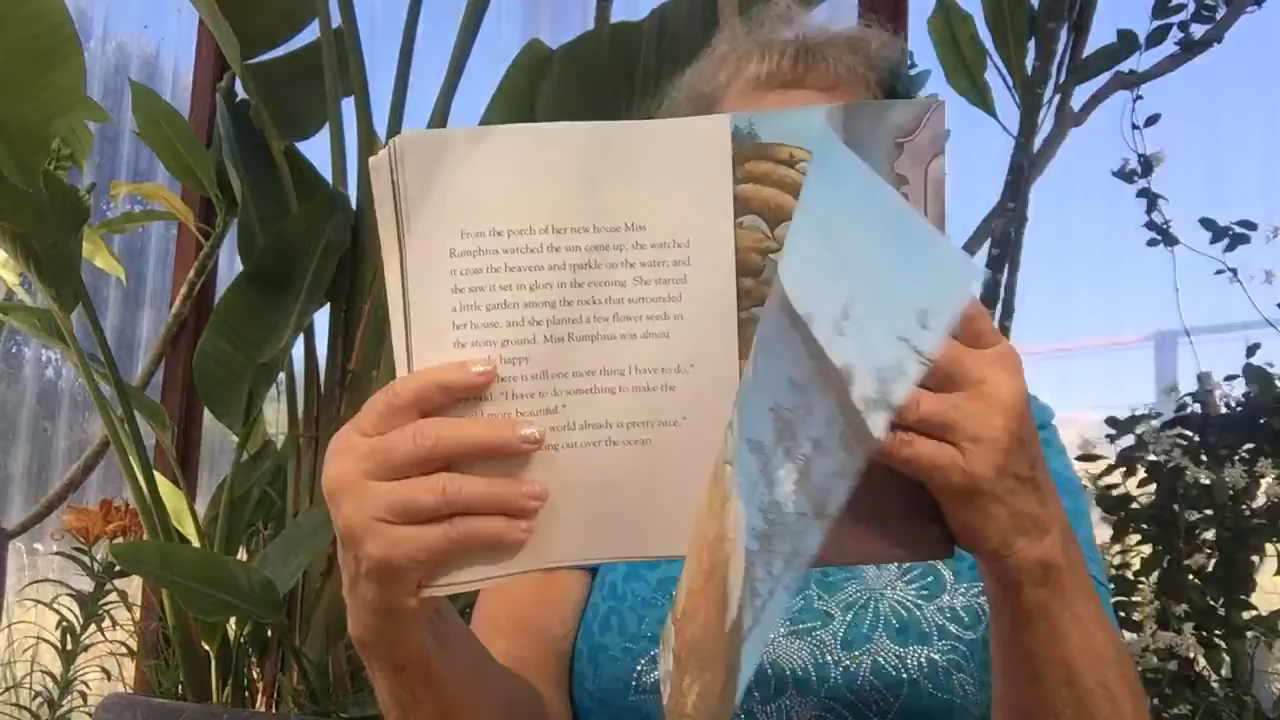 From the porch of her new house Miss
Rumphius watched the sun come up; she watched
it cross the heavens and sparkle on the water; and
she saw it set in glory in the evening. She started
a little garden among the rocks that surrounded
her house, and she planted a few flower seeds in
the stony ground. Miss Rumphius was almost
happy.
here is still one more thing I have to do,"
"I have to do something to make the
more beautiful."
world already is pretty nice,"
ing out over the ocean.